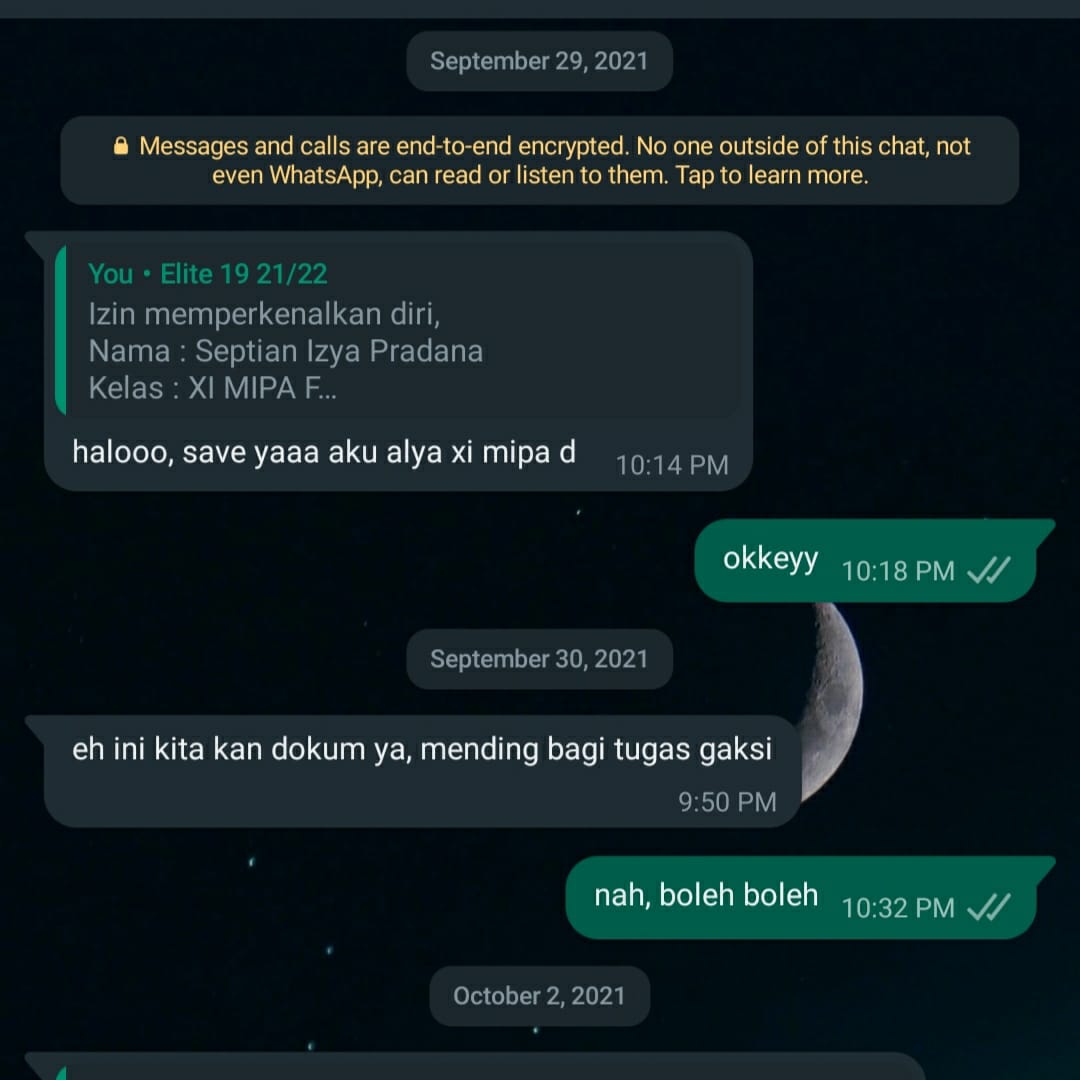 September 29, 2021
Messages and calls are end-to-end encrypted. No one outside of this chat, not
even WhatsApp, can read or listen to them. Tap to learn more.
You • Elite 19 21/22
Izin memperkenalkan diri,
Nama : Septian Izya Pradana
Kelas : XI MIPA F...
halooo, save yaaa aku alya xi mipa d 10:14 PM
okkeyy 10:18 PM
September 30, 2021
eh ini kita kan dokum ya, mending bagi tugas gaksi
9:50 PM
nah, boleh boleh 10:32 PM
October 2, 2021